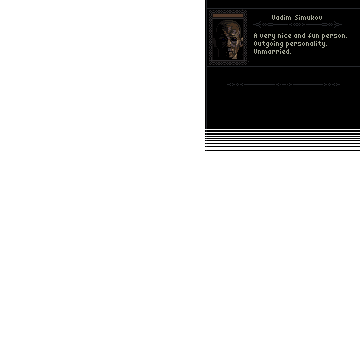 Vadim Simukov
A very nice and fun person.
Outgoing personality.
Unmarried.